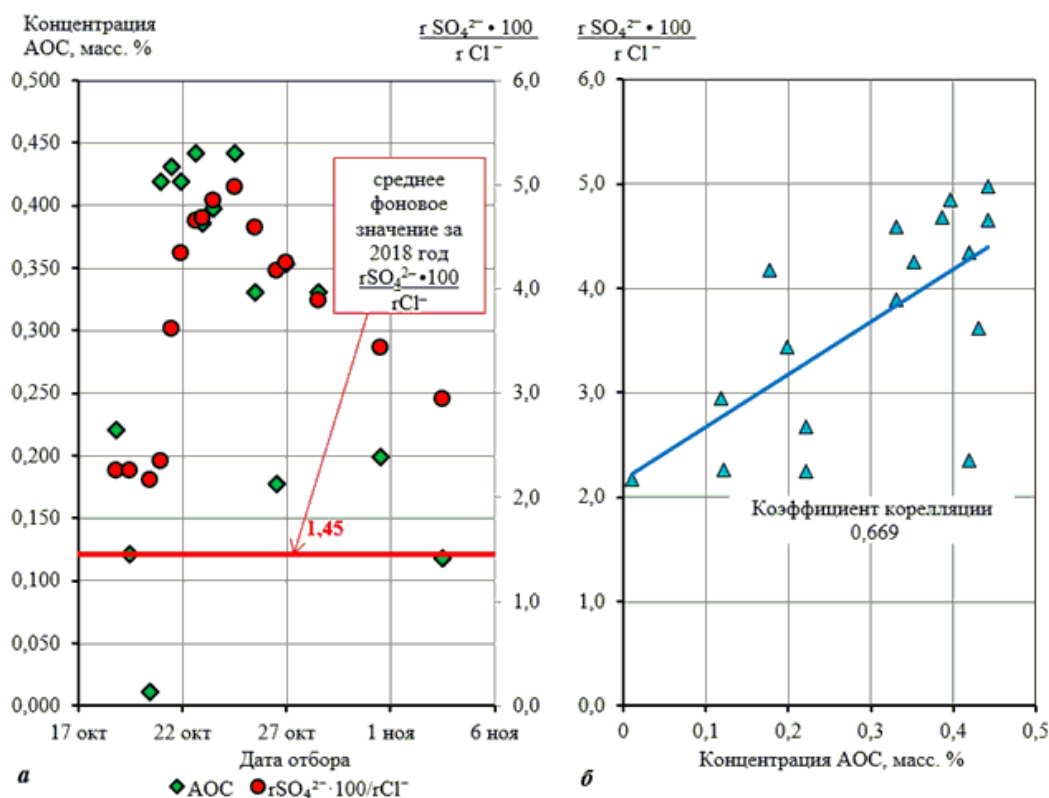 Концентрация
АОС, масс. %
r SO₄²⁻ • 100
r Cl⁻
0,500
0,450
0,400
0,350
0,300
0,250
0,200
0,150
0,100
0,050
0,000
6,0
5,0
4,0
3,0
2,0
1,0
0,0
среднее
фоновое
значение за
2018 год
rSO₄²⁻•100
rCl⁻
1,45
17 окт
22 окт
27 окт
1 ноя
6 ноя
Дата отбора
а
АОС
rSO₄²⁻·100/rCl⁻
r SO₄²⁻ • 100
r Cl⁻
6,0
5,0
4,0
3,0
2,0
1,0
0,0
Коэффициент корелляции
0,669
0
0,1
0,2
0,3
0,4
0,5
Концентрация АОС, масс. %
б